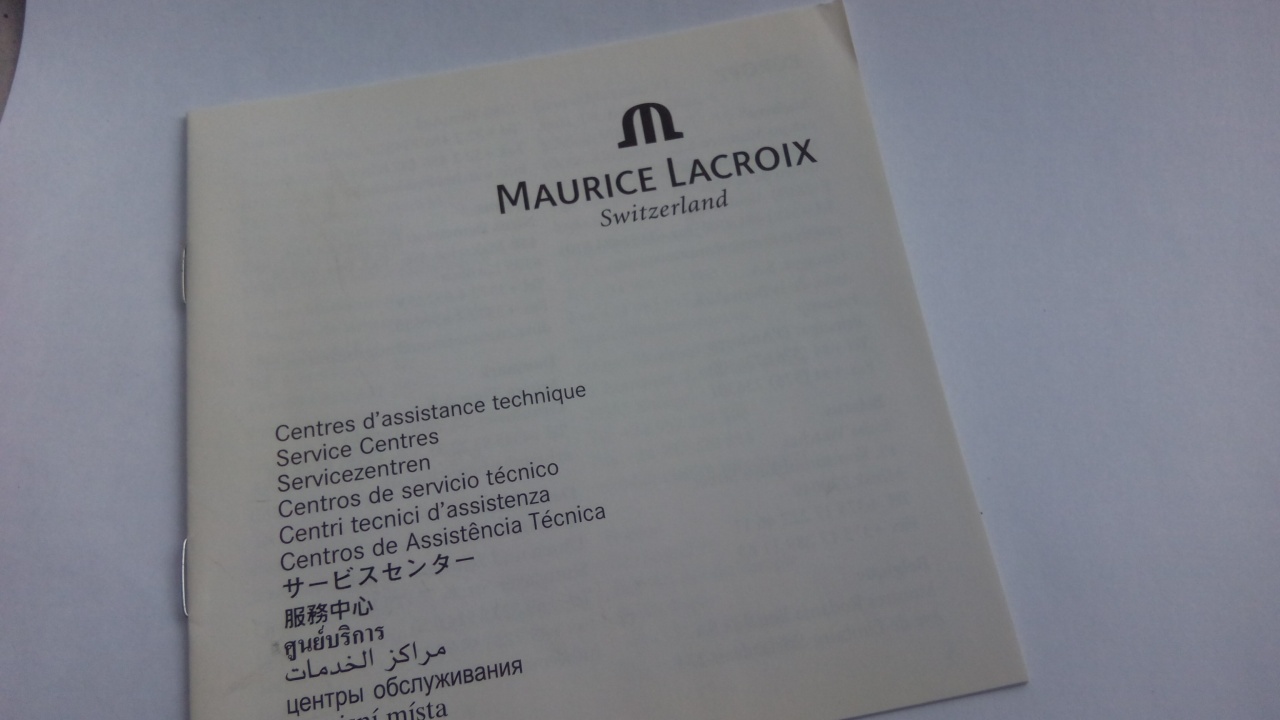 MAURICE LACROIX
Switzerland
Centres d'assistance technique
Service Centres
Servicezentren
Centros de servicio técnico
Centri tecnici d'assistenza
Centros de Assistência Técnica
サービスセンター
服務中心
ศูนย์บริการ
مراكز الخدمات
центры обслуживания
místa